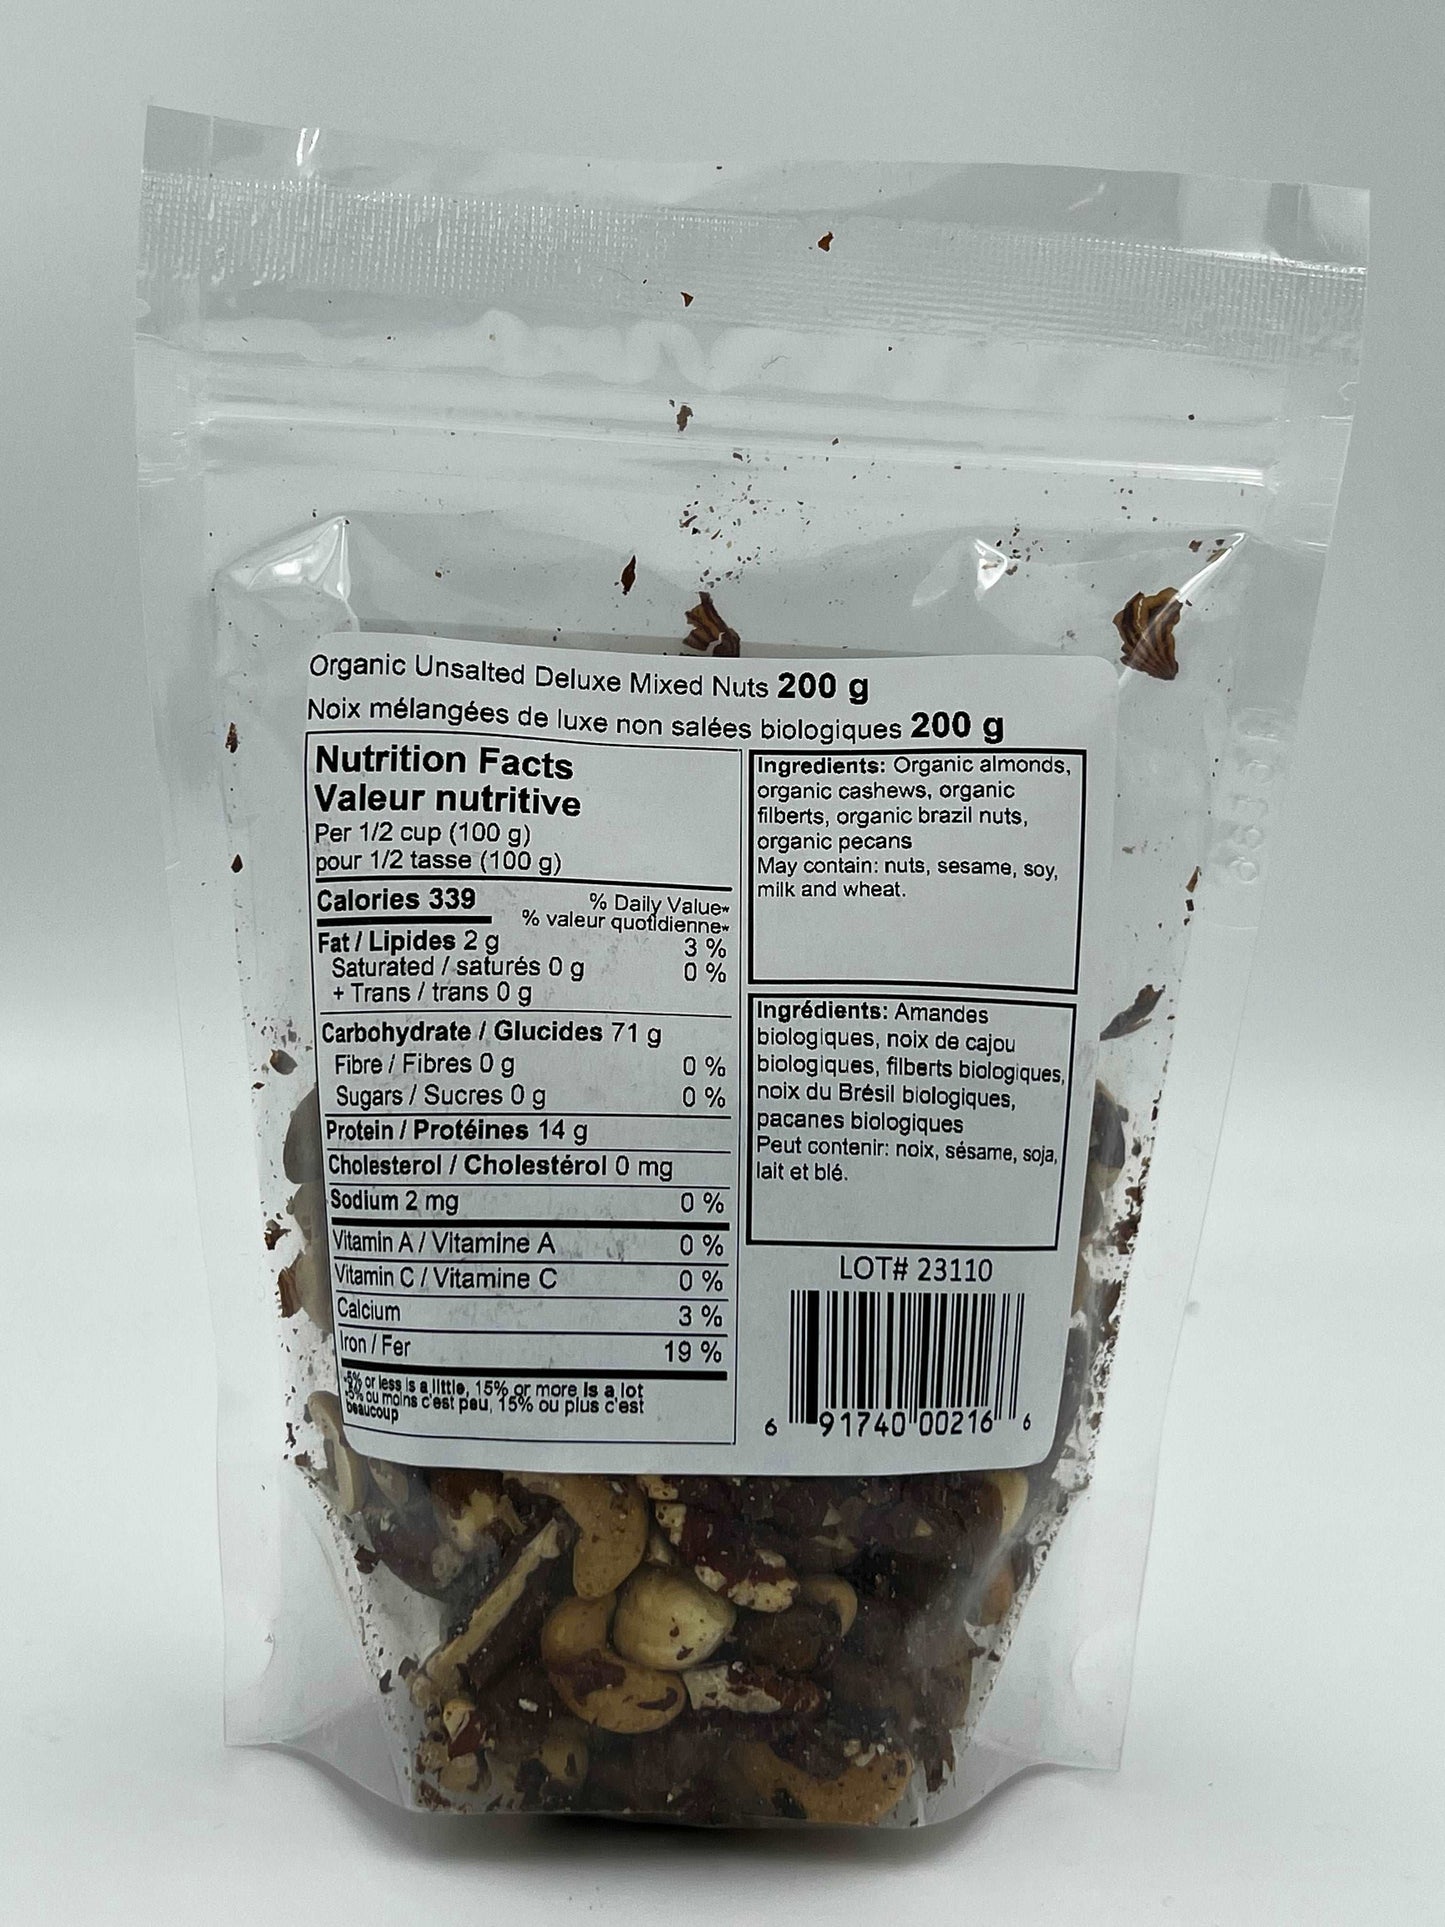 Organic Unsalted Deluxe Mixed Nuts 200 g
Noix mélangées de luxe non salées biologiques 200 g
Nutrition Facts
Valeur nutritive
Per 1/2 cup (100 g)
pour 1/2 tasse (100 g)
Calories 339
% Daily Value*
% valeur quotidienne*
Fat / Lipides 2 g 3 %
Saturated / saturés 0 g 0 %
+ Trans / trans 0 g
Carbohydrate / Glucides 71 g
Fibre / Fibres 0 g 0 %
Sugars / Sucres 0 g 0 %
Protein / Protéines 14 g
Cholesterol / Cholestérol 0 mg
Sodium 2 mg 0 %
Vitamin A / Vitamine A 0 %
Vitamin C / Vitamine C 0 %
Calcium 3 %
Iron / Fer 19 %
*5% or less is a little, 15% or more is a lot
*5% ou moins c'est peu, 15% ou plus c'est
beaucoup
Ingredients: Organic almonds,
organic cashews, organic
filberts, organic brazil nuts,
organic pecans
May contain: nuts, sesame, soy,
milk and wheat.
Ingrédients: Amandes
biologiques, noix de cajou
biologiques, filberts biologiques,
noix du Brésil biologiques,
pacanes biologiques
Peut contenir: noix, sésame, soja,
lait et blé.
LOT# 23110
6 91740 00216 6